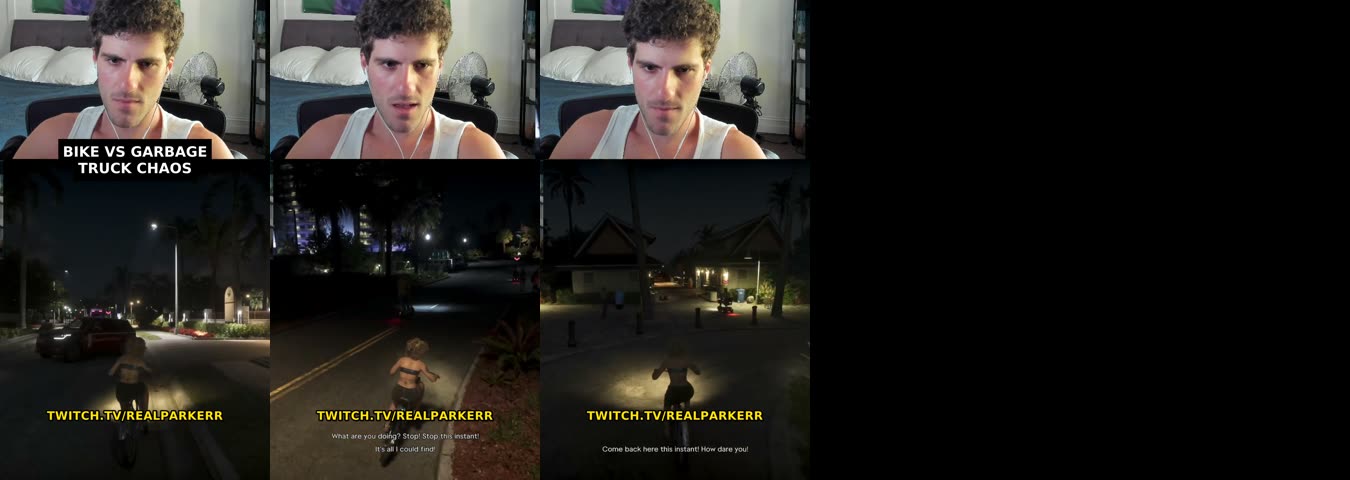 BIKE VS GARBAGE
TRUCK CHAOS
TWITCH.TV/REALPARKERR
TWITCH.TV/REALPARKERR
What are you doing? Stop! Stop this instant!
It's all I could find!
TWITCH.TV/REALPARKERR
Come back here this instant! How dare you!